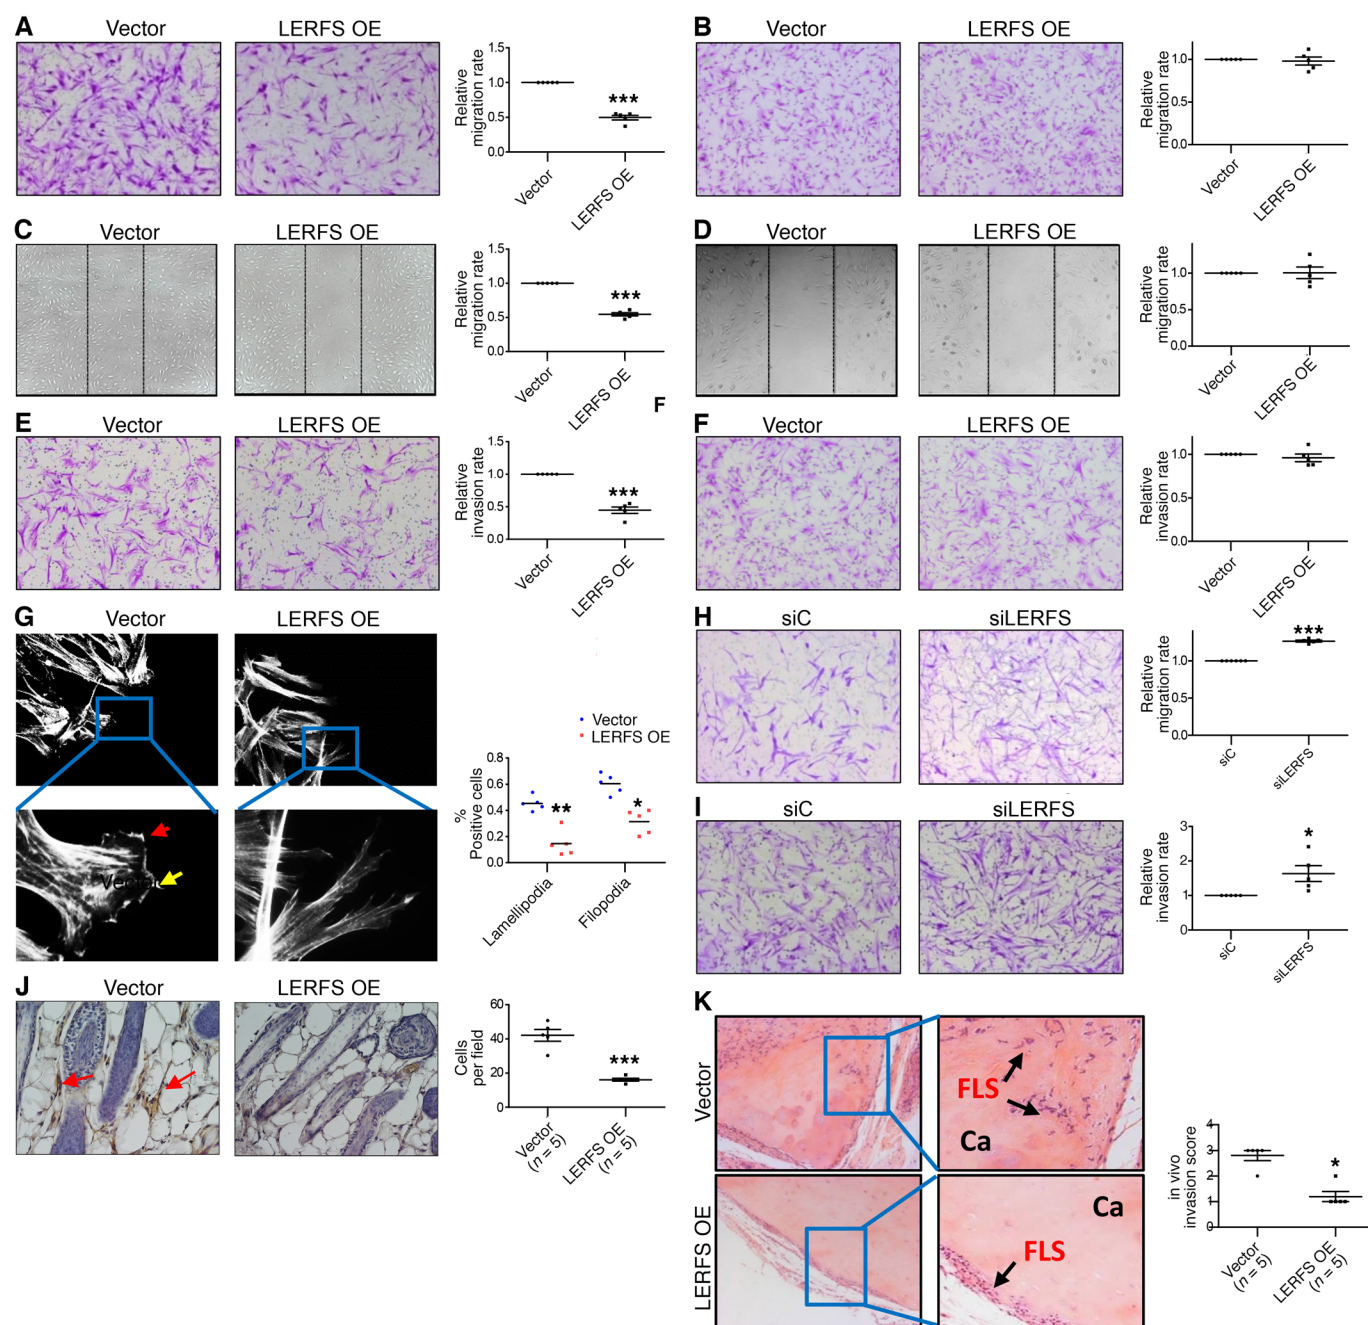 A
Vector
LERFS OE
Relative
migration rate
1.5
1.0
0.5
0.0
***
Vector
LERFS OE
B
Vector
LERFS OE
Relative
migration rate
1.0
0.5
0.0
Vector
LERFS OE
C
Vector
LERFS OE
Relative
migration rate
1.5
1.0
0.5
0.0
***
Vector
LERFS OE
D
Vector
LERFS OE
Relative
migration rate
1.0
0.5
0.0
Vector
LERFS OE
E
Vector
LERFS OE
Relative
invasion rate
1.5
1.0
0.5
0.0
***
Vector
LERFS OE
F
F
Vector
LERFS OE
Relative
invasion rate
1.0
0.5
0.0
Vector
LERFS OE
G
Vector
LERFS OE
Vector
Vector
LERFS OE
%
Positive cells
0.8
0.6
0.4
0.2
0.0
**
*
Lamellipodia
Filopodia
H
siC
siLERFS
Relative
migration rate
1.0
0.5
0.0
***
siC
siLERFS
I
siC
siLERFS
Relative
invasion rate
3
2
1
0
*
siC
siLERFS
J
Vector
LERFS OE
Cells
per field
60
40
20
0
***
Vector
(n = 5)
LERFS OE
(n = 5)
K
Vector
FLS
Ca
LERFS OE
Ca
FLS
in vivo
invasion score
4
3
2
1
0
*
Vector
(n = 5)
LERFS OE
(n = 5)